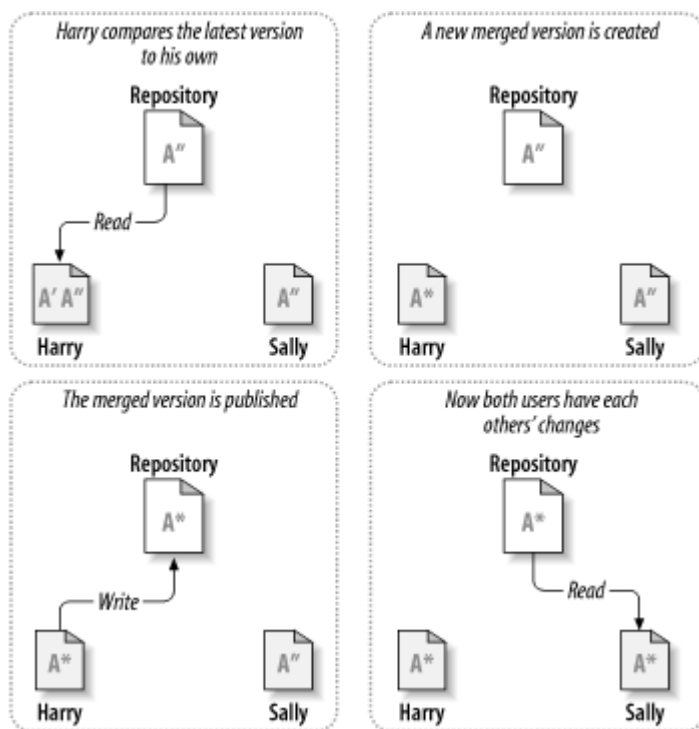 Harry compares the latest version
to his own
Repository
A″
Read
A′ A″
A″
Harry
Sally
A new merged version is created
Repository
A″
A*
A″
Harry
Sally
The merged version is published
Repository
A*
Write
A*
A″
Harry
Sally
Now both users have each
others’ changes
Repository
A*
Read
A*
A*
Harry
Sally